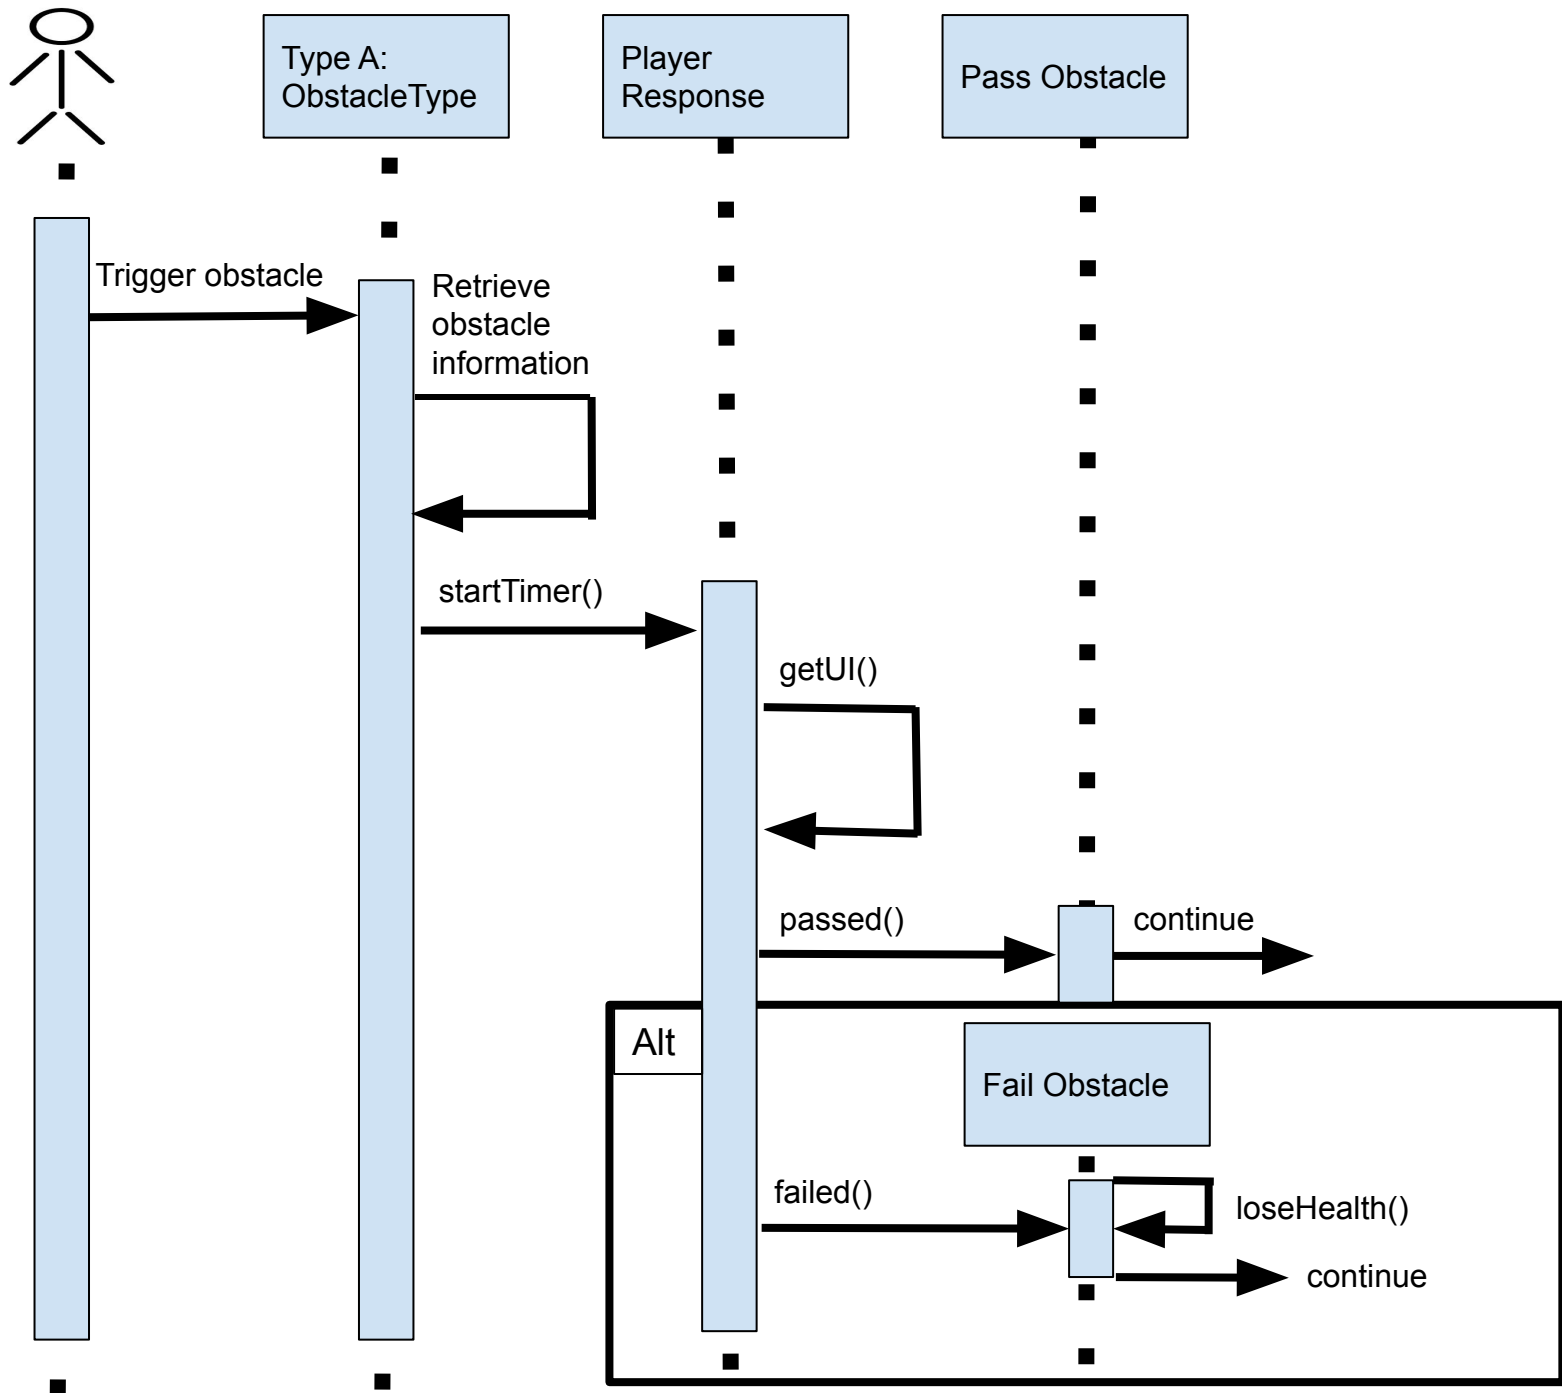 Type A:
ObstacleType
Player
Response
Pass Obstacle
Trigger obstacle
Retrieve
obstacle
information
startTimer()
getUI()
passed()
continue
Alt
Fail Obstacle
failed()
loseHealth()
continue